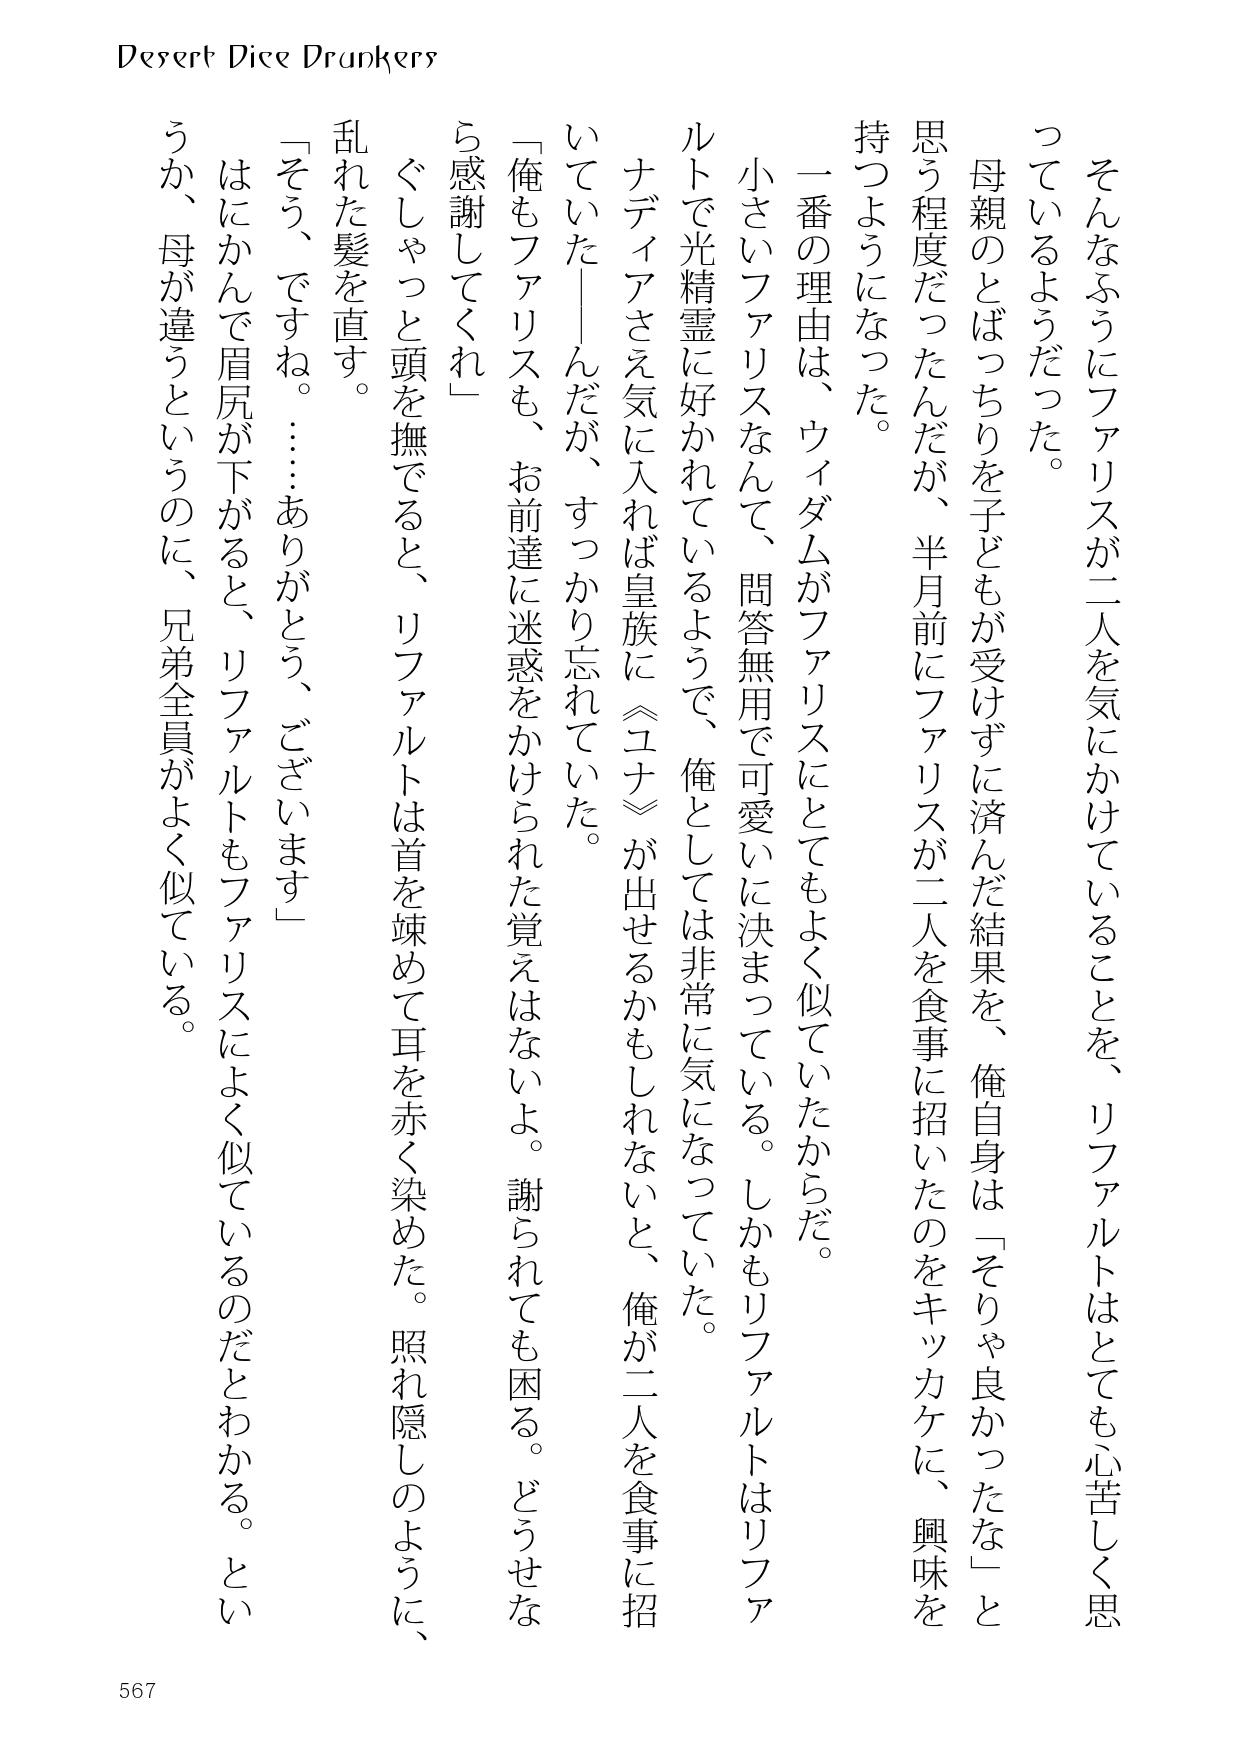 Desert Dice Drunkers
そんなふうにファリスが二人を気にかけていることを、リファルトはとても心苦しく思
っているようだった。
母親のとばっちりを子どもが受けずに済んだ結果を、俺自身は「そりゃ良かったな」と
思う程度だったんだが、半月前にファリスが二人を食事に招いたのをキッカケに、興味を
持つようになった。
一番の理由は、ウィダムがファリスにとてもよく似ていたからだ。
小さいファリスなんて、問答無用で可愛いに決まっている。しかもリファルトはリファ
ルトで光精霊に好かれているようで、俺としては非常に気になっていた。
ナディアさえ気に入れば皇族に《ユナ》が出せるかもしれないと、俺が二人を食事に招
いていた――んだが、すっかり忘れていた。
「俺もファリスも、お前達に迷惑をかけられた覚えはないよ。謝られても困る。どうせな
ら感謝してくれ」
ぐしゃっと頭を撫でると、リファルトは首を竦めて耳を赤く染めた。照れ隠しのように、
乱れた髪を直す。
「そう、ですね。……ありがとう、ございます」
はにかんで眉尻が下がると、リファルトもファリスによく似ているのだとわかる。とい
うか、母が違うというのに、兄弟全員がよく似ている。
567